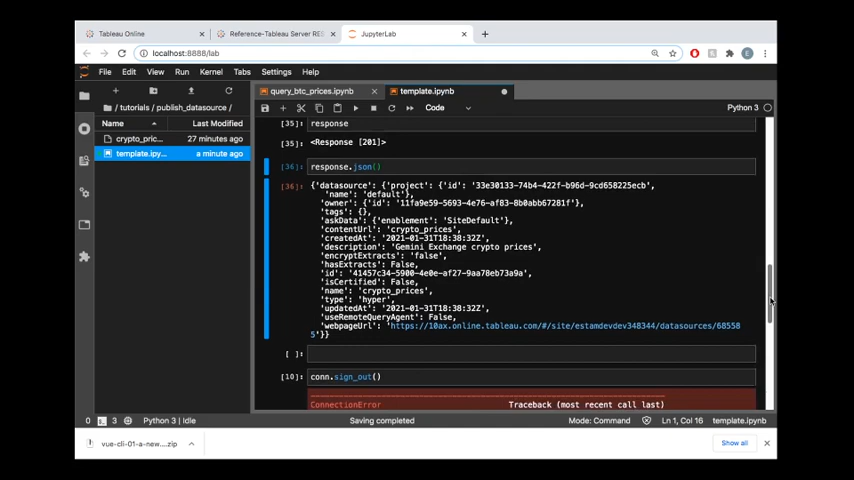 Tableau Online
Reference-Tableau Server RES
JupyterLab
localhost:8888/lab
File Edit View Run Kernel Tabs Settings Help
query_btc_prices.ipynb
template.ipynb
/ tutorials / publish_datasource /
Code
Python 3
Name Last Modified
crypto_pric... 27 minutes ago
template.ipy... a minute ago
[35]: response
[35]: <Response [201]>
[36]: response.json()
[36]: {'datasource': {'project': {'id': '33e30133-74b4-422f-b96d-9cd658225ecb',
'name': 'default'},
'owner': {'id': '11fa9e59-5693-4e76-af83-8b0abb67281f'},
'tags': {},
'askData': {'enablement': 'SiteDefault'},
'contentUrl': 'crypto_prices',
'createdAt': '2021-01-31T18:38:32Z',
'description': 'Gemini Exchange crypto prices',
'encryptExtracts': 'false',
'hasExtracts': False,
'id': '41457c34-5900-4e0e-af27-9aa78eb73a9a',
'isCertified': False,
'name': 'crypto_prices',
'type': 'hyper',
'updatedAt': '2021-01-31T18:38:32Z',
'useRemoteQueryAgent': False,
'webpageUrl': 'https://10ax.online.tableau.com/#/site/estamdevdev348344/datasources/68558
5'}}
[ ]:
[10]: conn.sign_out()
ConnectionError Traceback (most recent call last)
0 3 Python 3 | Idle
Saving completed
Mode: Command
Ln 1, Col 16
template.ipynb
vue-cli-01-a-new....zip
Show all